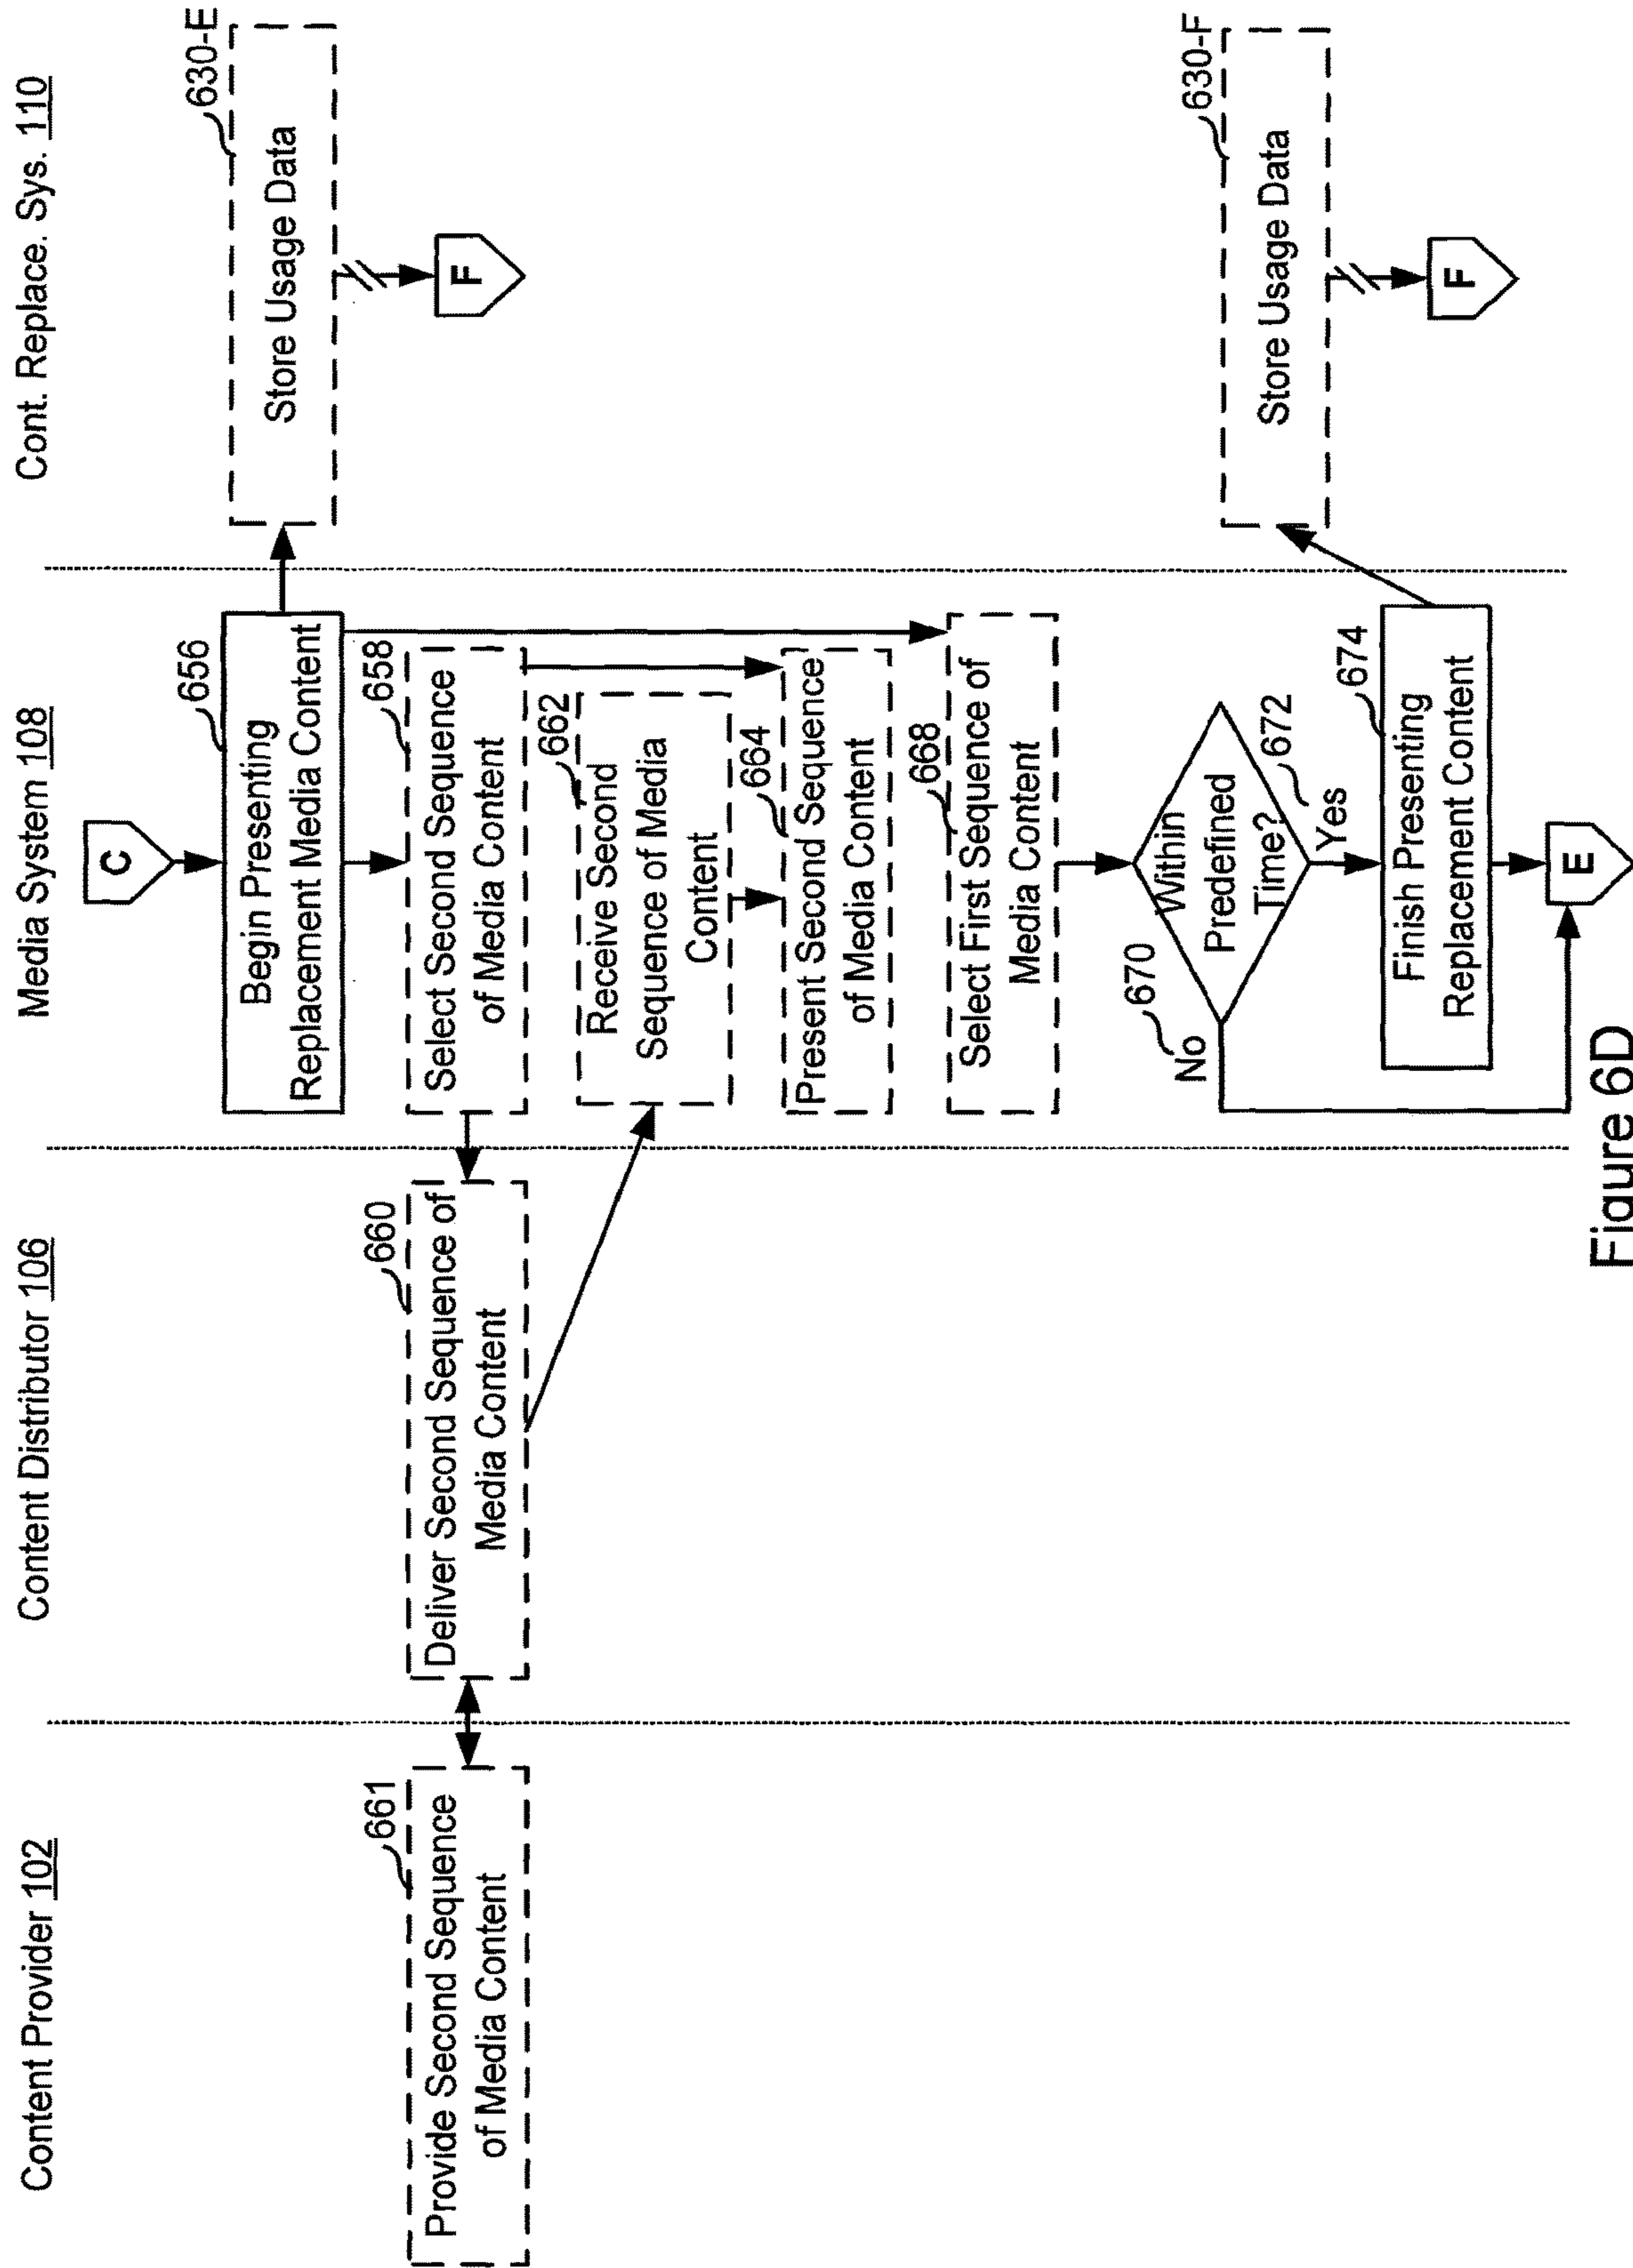 Content Provider 102
Content Distributor 106
Media System 108
Cont. Replace. Sys. 110
C
656
Begin Presenting
Replacement Media Content
630-E
Store Usage Data
F
661
Provide Second Sequence
of Media Content
660
Deliver Second Sequence of
Media Content
658
Select Second Sequence
of Media Content
662
Receive Second
Sequence of Media
Content
664
Present Second Sequence
of Media Content
668
Select First Sequence of
Media Content
Within
Predefined
Time?
670
No
672
Yes
674
Finish Presenting
Replacement Content
630-F
Store Usage Data
F
E
Figure 6D